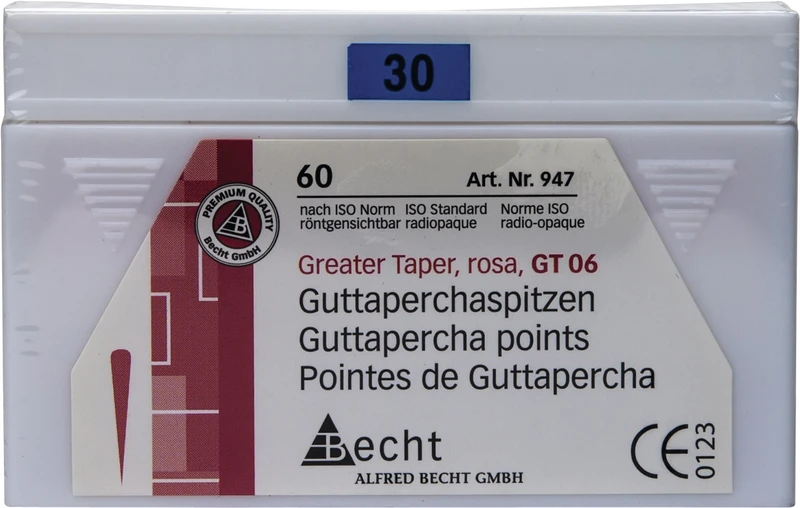 30
60 Art. Nr. 947
nach ISO Norm ISO Standard Norme ISO
röntgensichtbar radiopaque radio-opaque
PREMIUM QUALITY
B
Becht GmbH
Greater Taper, rosa, GT 06
Guttaperchaspitzen
Guttapercha points
Pointes de Guttapercha
Becht
ALFRED BECHT GMBH
CE 0123